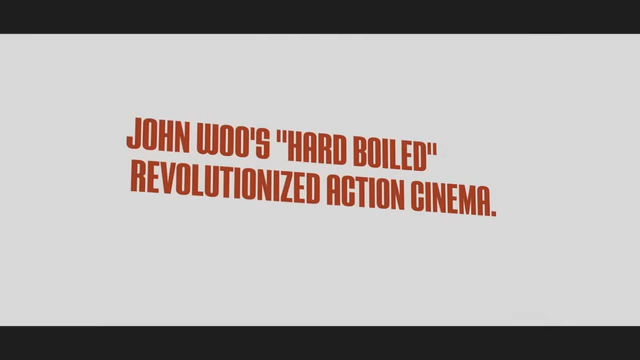 JOHN WOO'S "HARD BOILED"
REVOLUTIONIZED ACTION CINEMA.